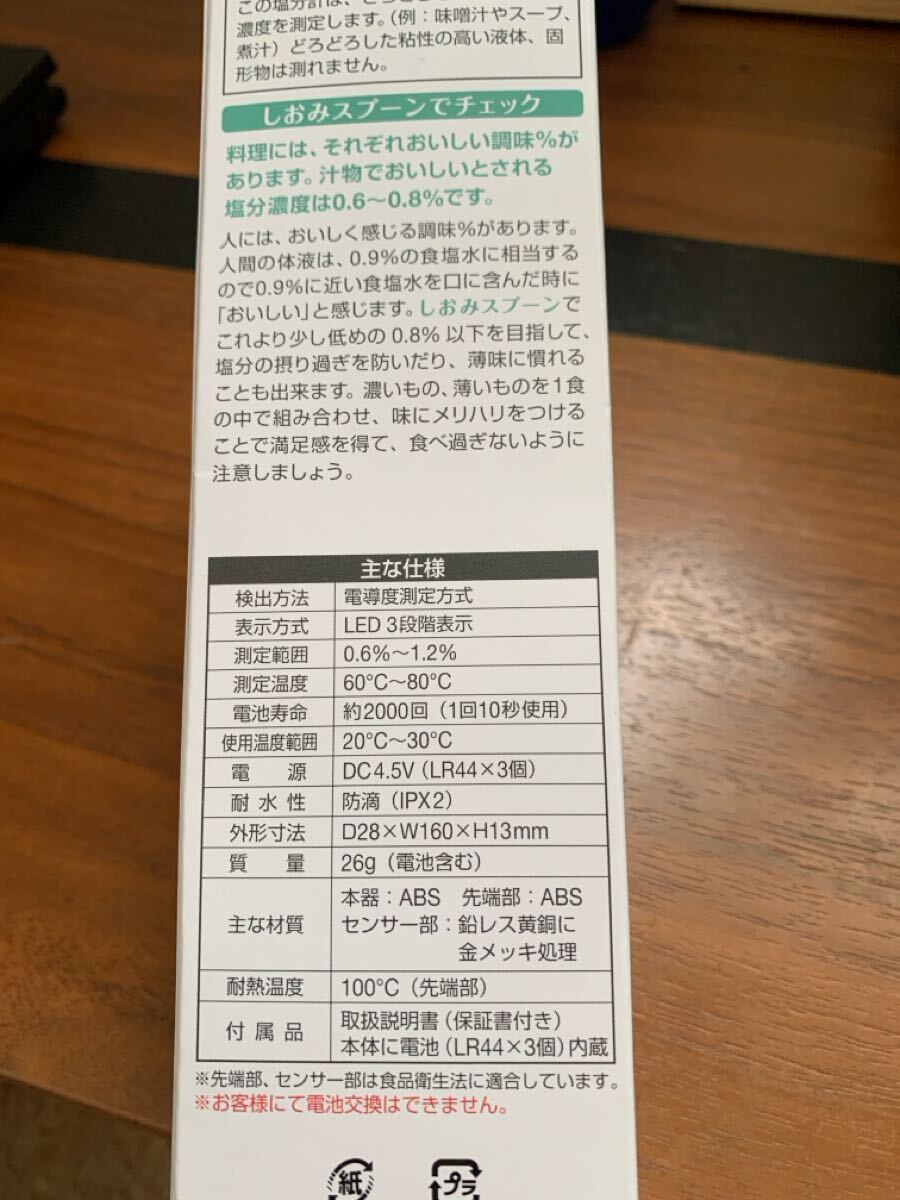 この塩分計は、
濃度を測定します。(例：味噌汁やスープ、
煮汁）どろどろした粘性の高い液体、固
形物は測れません。
しおみスプーンでチェック
料理には、それぞれおいしい調味%が
あります。汁物でおいしいとされる
塩分濃度は0.6〜0.8%です。
人には、おいしく感じる調味%があります。
人間の体液は、0.9%の食塩水に相当する
ので0.9%に近い食塩水を口に含んだ時に
「おいしい」と感じます。しおみスプーンで
これより少し低めの0.8%以下を目指して、
塩分の摂り過ぎを防いだり、薄味に慣れる
ことも出来ます。濃いもの、薄いものを1食
の中で組み合わせ、味にメリハリをつける
ことで満足感を得て、食べ過ぎないように
注意しましょう。
主な仕様
検出方法 電導度測定方式
表示方式 LED 3段階表示
測定範囲 0.6%〜1.2%
測定温度 60℃〜80℃
電池寿命 約2000回（1回10秒使用）
使用温度範囲 20℃〜30℃
電源 DC4.5V（LR44×3個）
耐水性 防滴（IPX2）
外形寸法 D28×W160×H13mm
質量 26g（電池含む）
主な材質 本器：ABS 先端部：ABS
センサー部：鉛レス黄銅に
金メッキ処理
耐熱温度 100℃（先端部）
付属品 取扱説明書（保証書付き）
本体に電池（LR44×3個）内蔵
※先端部、センサー部は食品衛生法に適合しています。
※お客様にて電池交換はできません。
紙 プラ